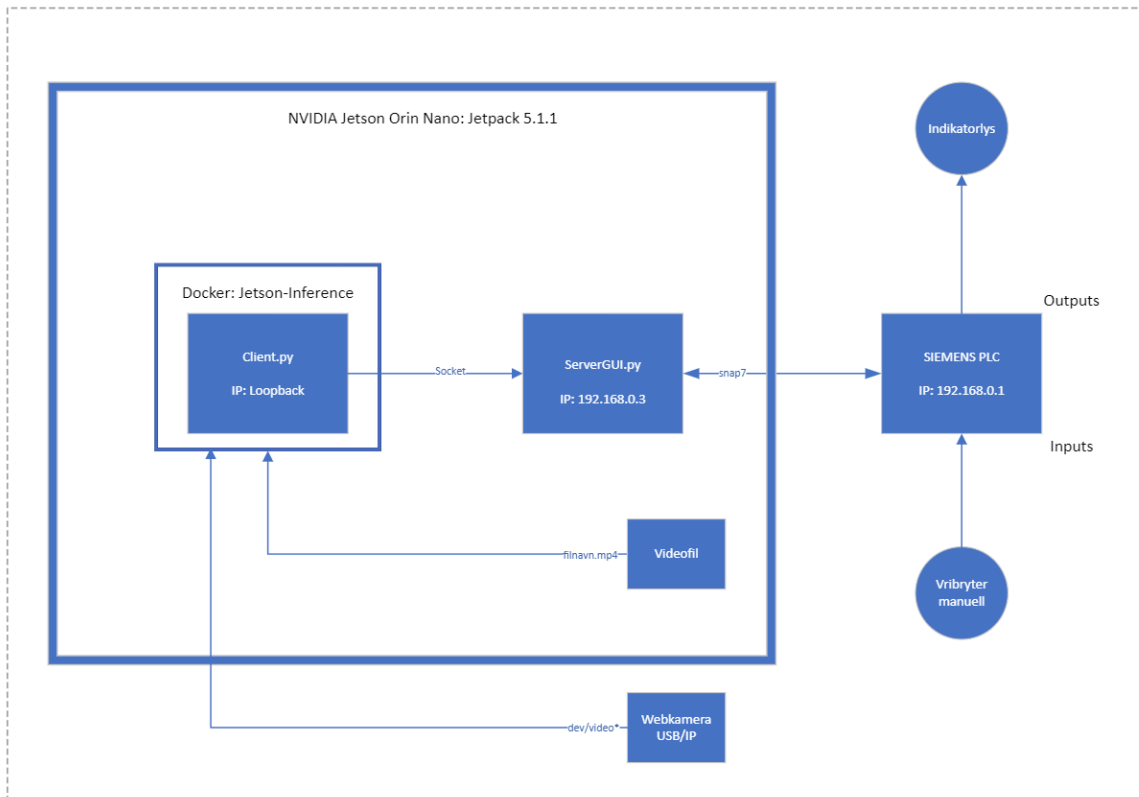 NVIDIA Jetson Orin Nano: Jetpack 5.1.1
Indikatorlys
Docker: Jetson-Inference
Client.py
IP: Loopback
Socket
ServerGUI.py
IP: 192.168.0.3
snap7
Outputs
SIEMENS PLC
IP: 192.168.0.1
Inputs
filnavn.mp4
Videofil
Vribryter
manuell
dev/video*
Webkamera
USB/IP